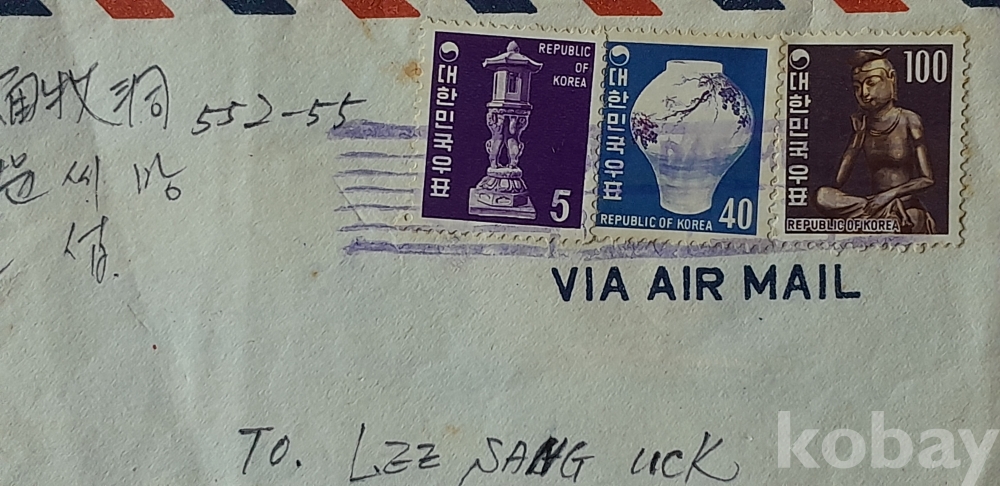 대한민국우표
REPUBLIC
OF
KOREA
5
대한민국우표
REPUBLIC OF KOREA
40
대한민국우표
100
REPUBLIC OF KOREA
牧洞 552-55
VIA AIR MAIL
TO. LEE SANG UCK
kobay